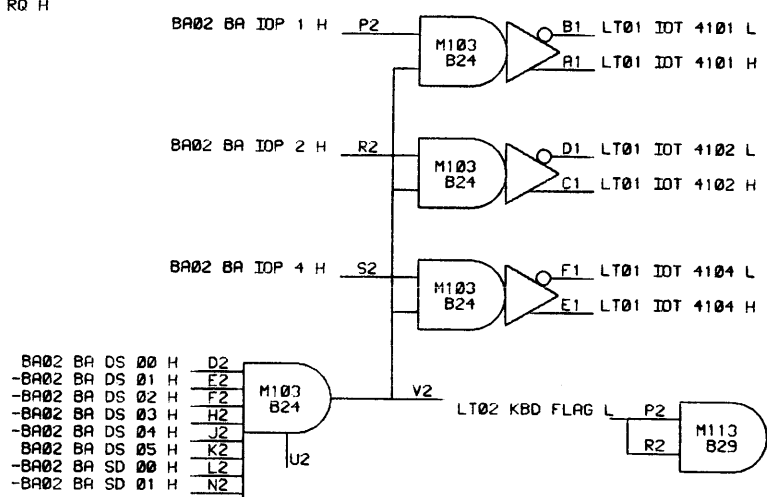 RQ H
BA02 BA IOP 1 H P2 M103 B24 B1 LT01 IOT 4101 L
A1 LT01 IOT 4101 H
BA02 BA IOP 2 H R2 M103 B24 D1 LT01 IOT 4102 L
C1 LT01 IOT 4102 H
BA02 BA IOP 4 H S2 M103 B24 F1 LT01 IOT 4104 L
E1 LT01 IOT 4104 H
BA02 BA DS 00 H D2
-BA02 BA DS 01 H E2
-BA02 BA DS 02 H F2
-BA02 BA DS 03 H H2
-BA02 BA DS 04 H J2
BA02 BA DS 05 H K2
-BA02 BA SD 00 H L2
-BA02 BA SD 01 H N2
M103
B24
U2
V2
LT02 KBD FLAG L P2
R2
M113
B29